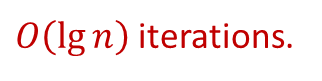 O(lg n) iterations.